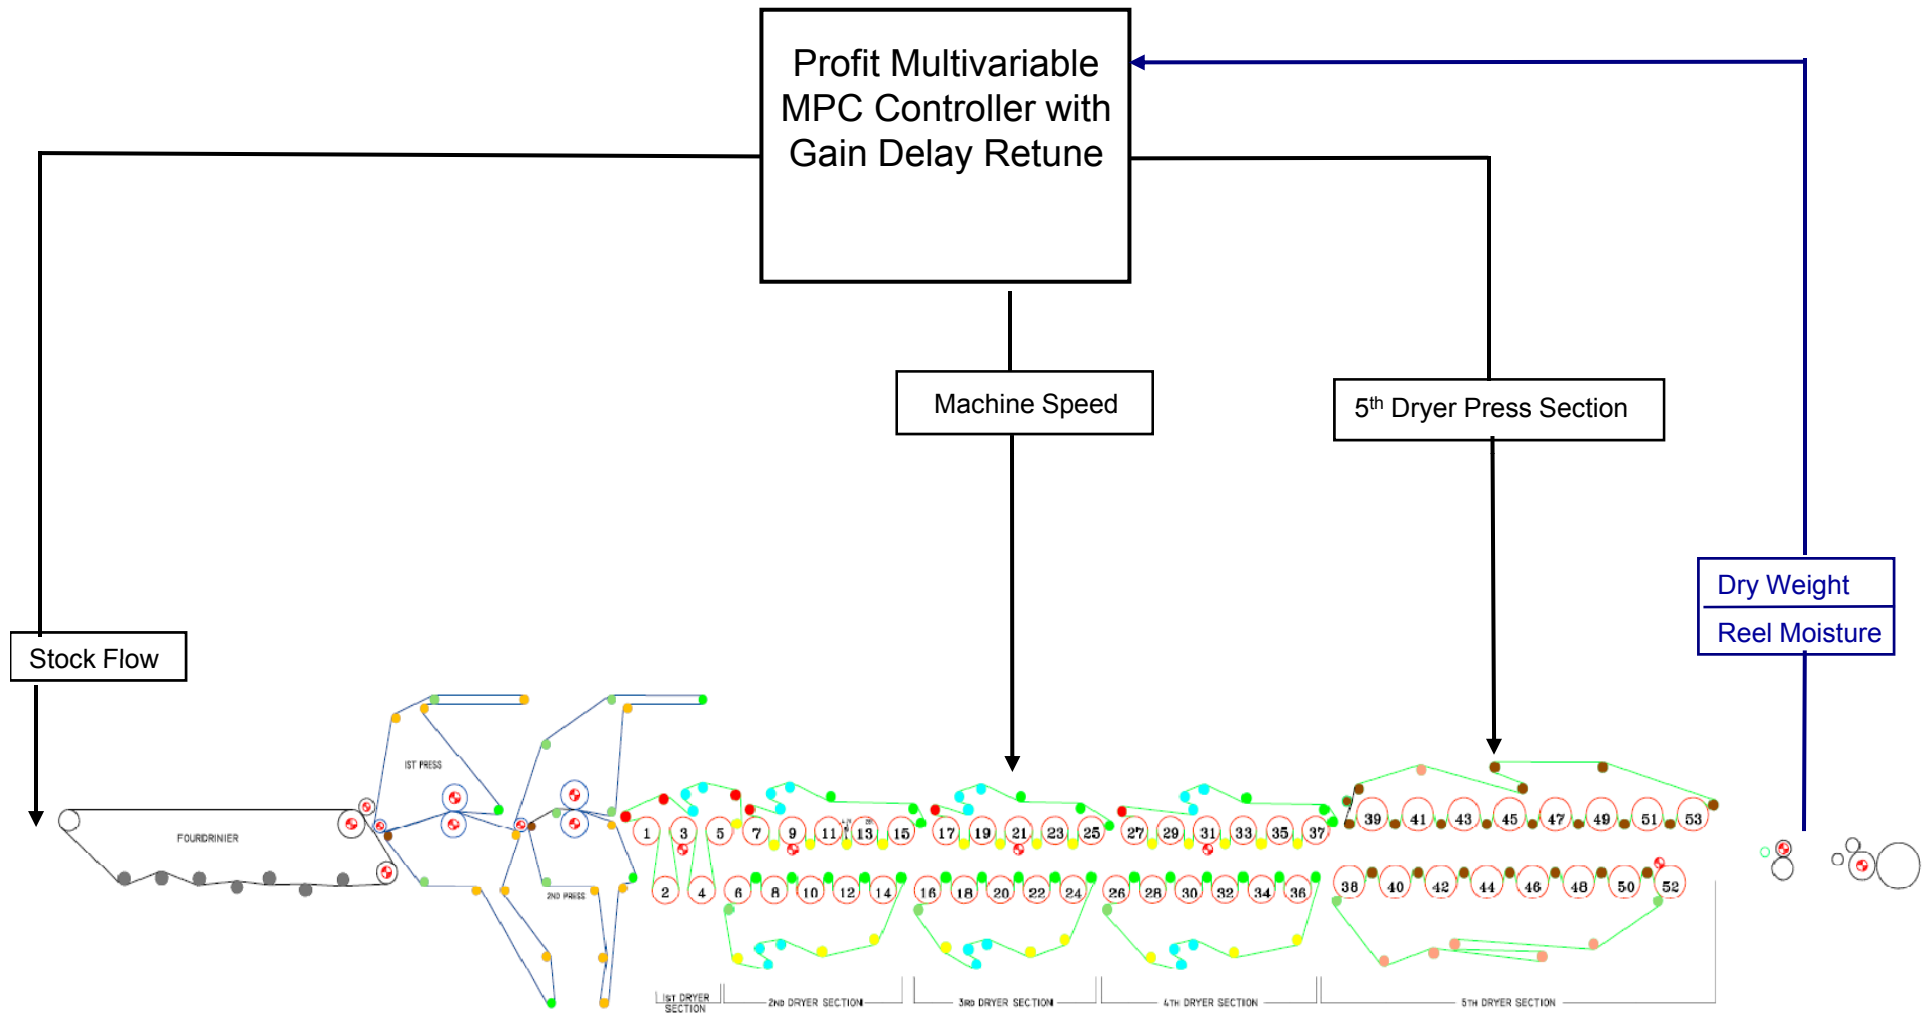 Profit Multivariable
MPC Controller with
Gain Delay Retune
Machine Speed
5th Dryer Press Section
Dry Weight
Reel Moisture
Stock Flow
1ST PRESS
FOURDRINIER
2ND PRESS
1 3 5 7 9 11 13 15 17 19 21 23 25 27 29 31 33 35 37 39 41 43 45 47 49 51 53
2 4 6 8 10 12 14 16 18 20 22 24 26 28 30 32 34 36 38 40 42 44 46 48 50 52
1ST DRYER
SECTION
2ND DRYER SECTION
3RD DRYER SECTION
4TH DRYER SECTION
5TH DRYER SECTION